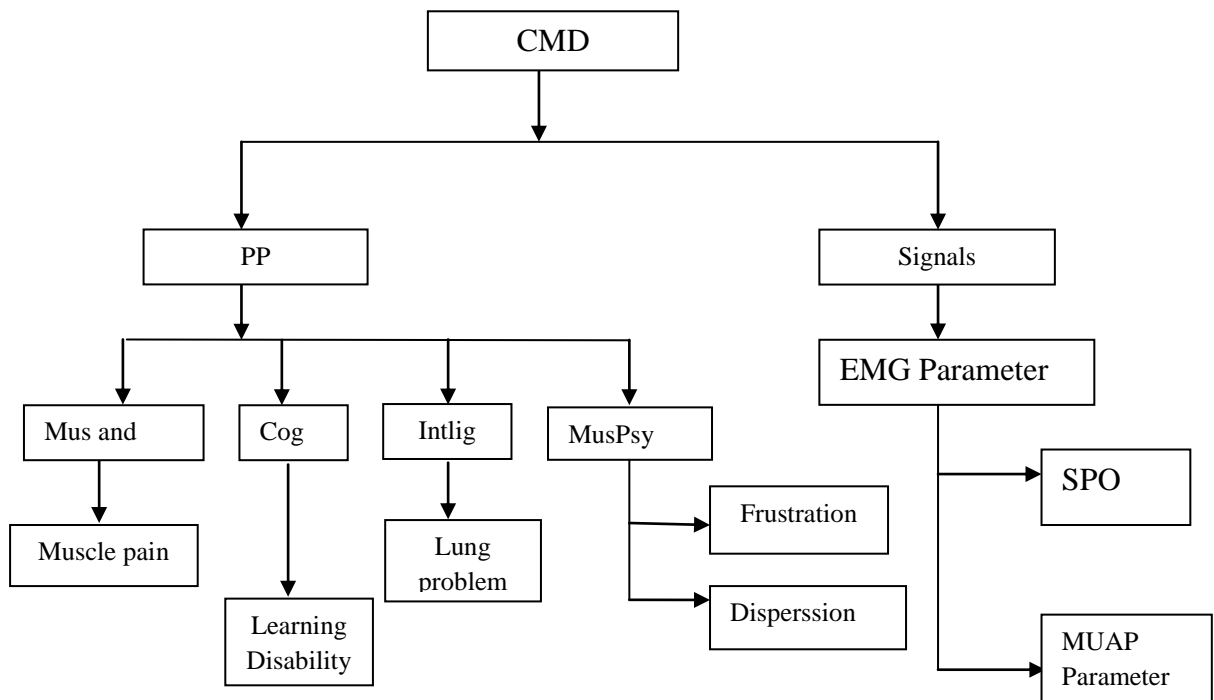 CMD
PP
Signals
EMG Parameter
Mus and
Cog
Intlig
MusPsy
SPO
Frustration
Muscle pain
Lung
problem
Disperssion
Learning
Disability
MUAP
Parameter